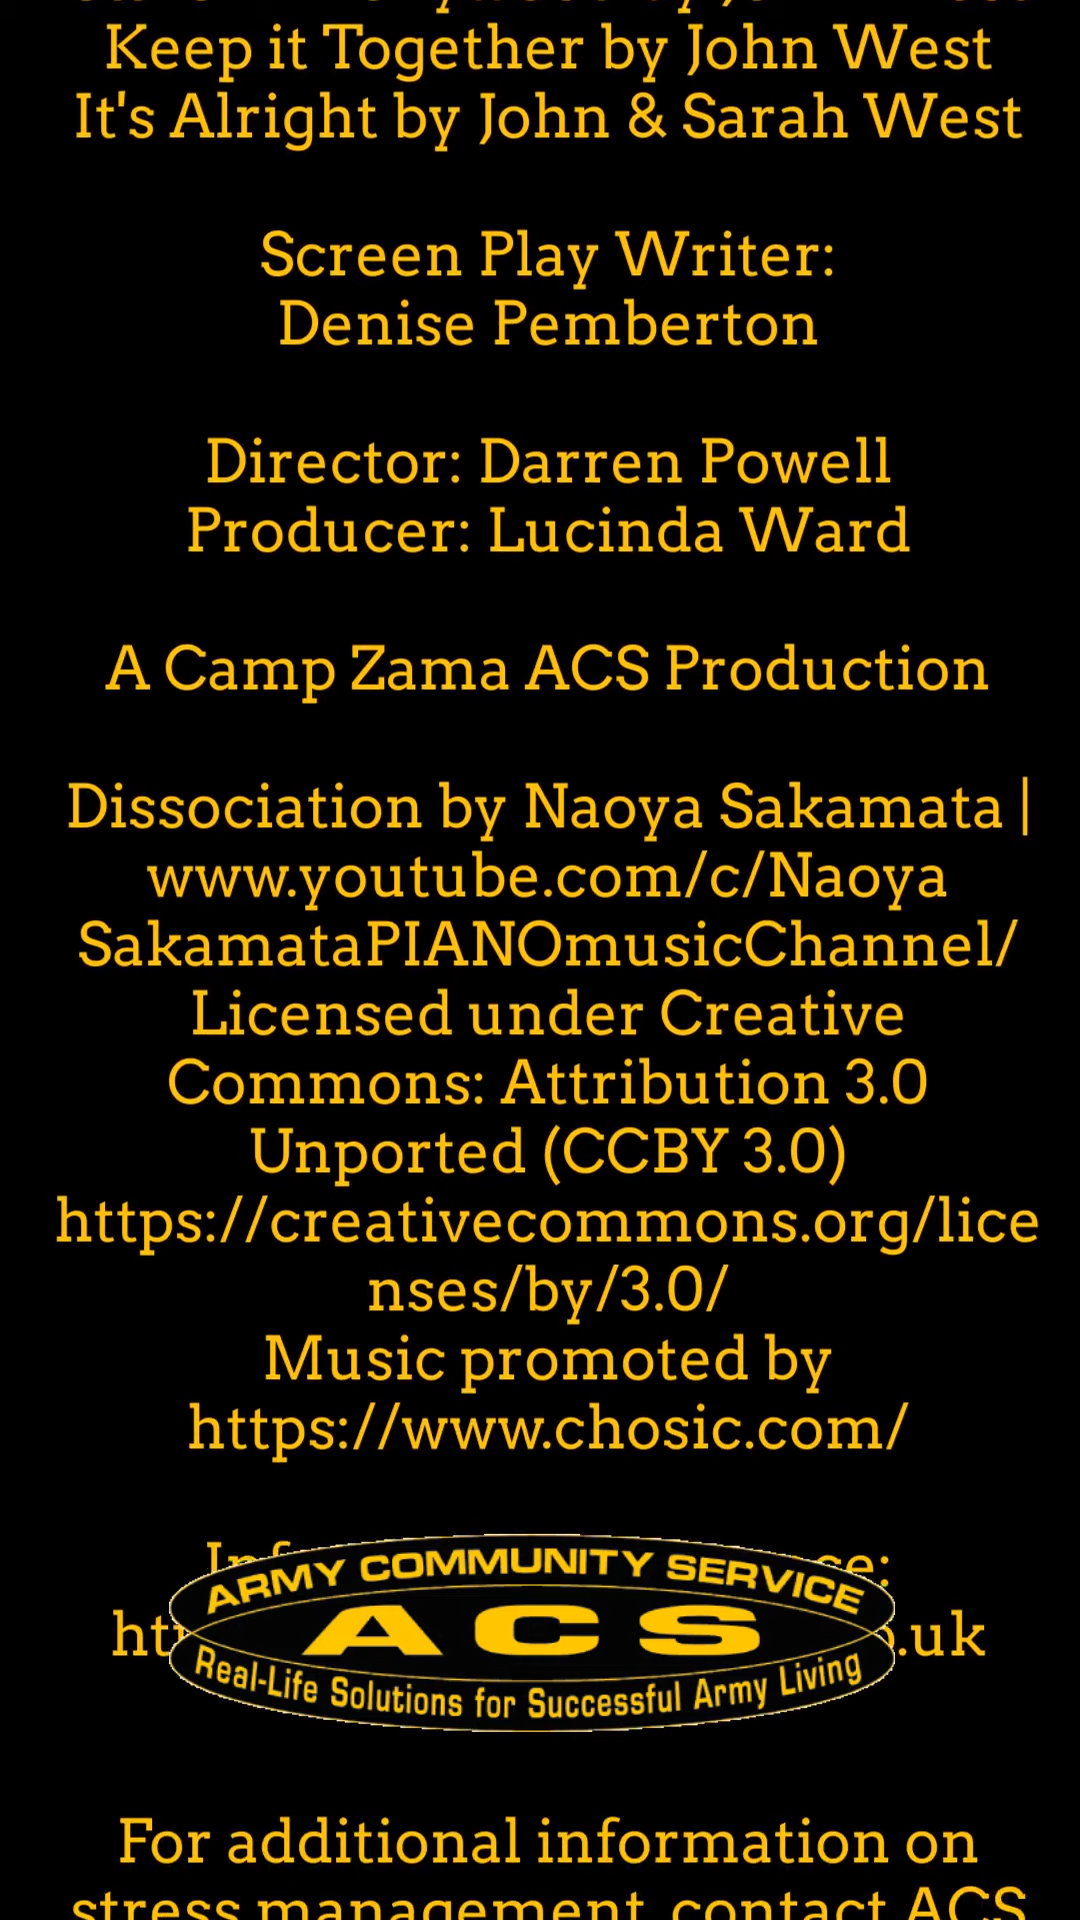 Keep it Together by John West
It's Alright by John & Sarah West
Screen Play Writer:
Denise Pemberton
Director: Darren Powell
Producer: Lucinda Ward
A Camp Zama ACS Production
Dissociation by Naoya Sakamata |
www.youtube.com/c/Naoya
SakamataPIANOmusicChannel/
Licensed under Creative
Commons: Attribution 3.0
Unported (CCBY 3.0)
https://creativecommons.org/lice
nses/by/3.0/
Music promoted by
https://www.chosic.com/
ARMY COMMUNITY SERVICE
.uk
ACS
Real-Life Solutions for Successful Army Living
For additional information on
stress management, contact ACS